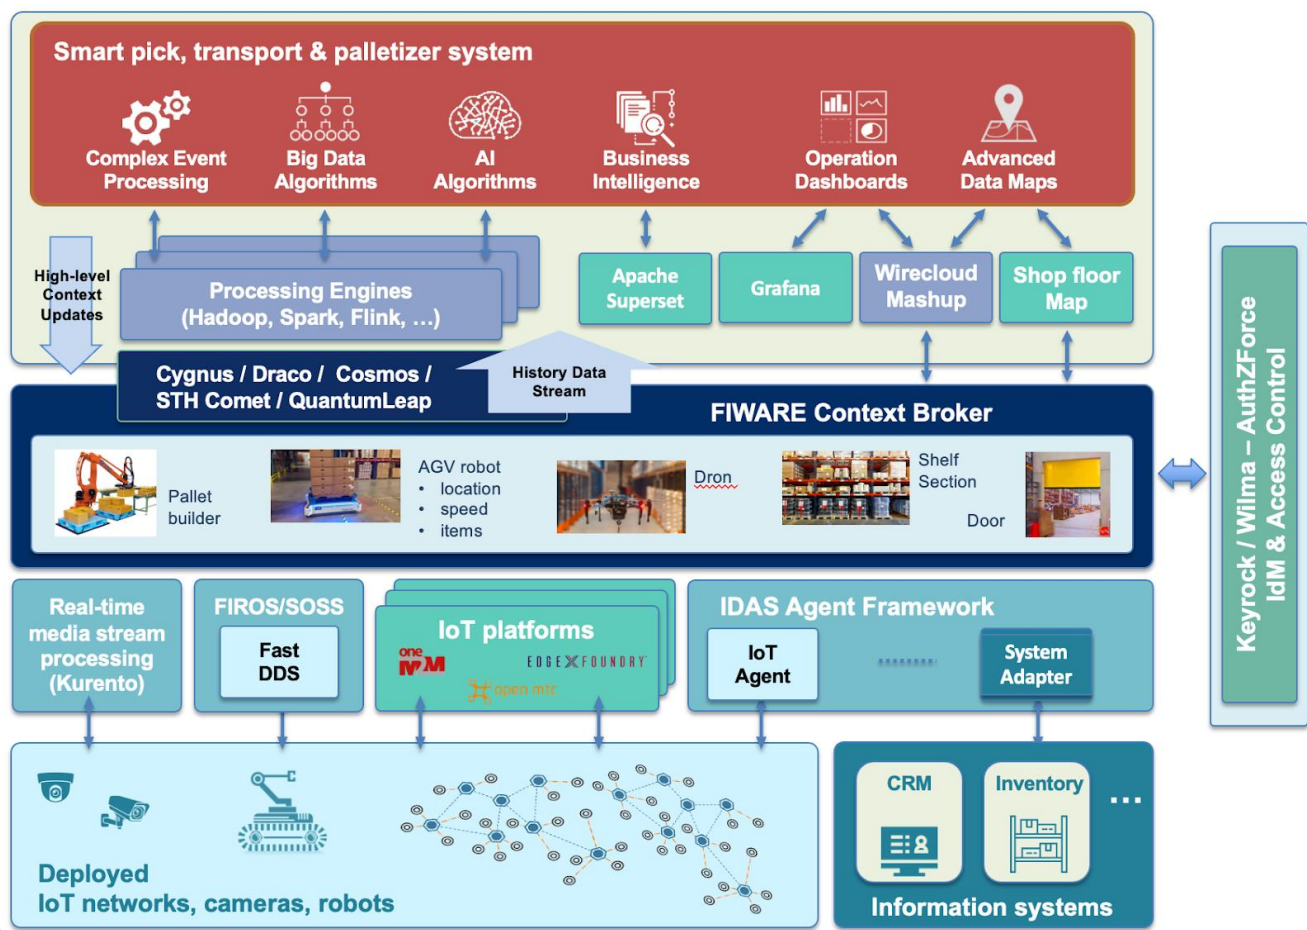 Smart pick, transport & palletizer system
Complex Event
Processing
Big Data
Algorithms
AI
Algorithms
Business
Intelligence
Operation
Dashboards
Advanced
Data Maps
High-level
Context
Updates
Processing Engines
(Hadoop, Spark, Flink, …)
Apache
Superset
Grafana
Wirecloud
Mashup
Shop floor
Map
Cygnus / Draco / Cosmos /
STH Comet / QuantumLeap
History Data
Stream
FIWARE Context Broker
Pallet
builder
AGV robot
• location
• speed
• items
Dron
Shelf
Section
Door
Keyrock / Wilma – AuthZForce
IdM & Access Control
Real-time
media stream
processing
(Kurento)
FIROS/SOSS
Fast
DDS
IoT platforms
one
M2M
EDGE X FOUNDRY
open mtc
IDAS Agent Framework
IoT
Agent
System
Adapter
Deployed
IoT networks, cameras, robots
CRM
Inventory
...
Information systems